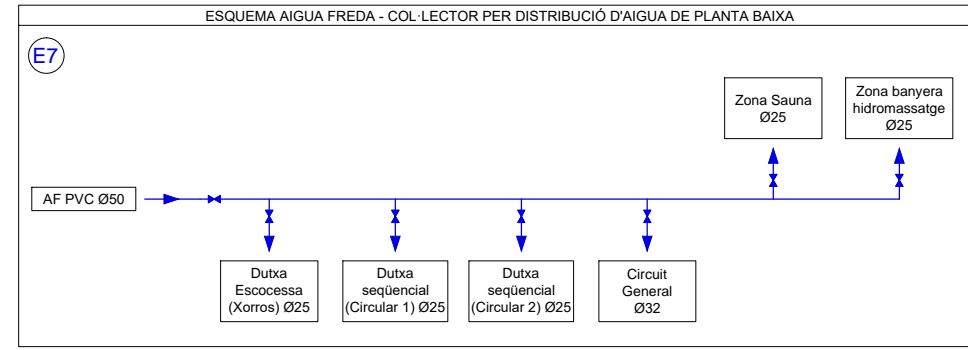 ESQUEMA AIGUA FREDA - COL·LECTOR PER DISTRIBUCIÓ D'AIGUA DE PLANTA BAIXA
E7
Zona Sauna
Ø25
Zona banyera
hidromassatge
Ø25
AF PVC Ø50
Dutxa
Escocessa
(Xorros) Ø25
Dutxa
seqüencial
(Circular 1) Ø25
Dutxa
seqüencial
(Circular 2) Ø25
Circuit
General
Ø32